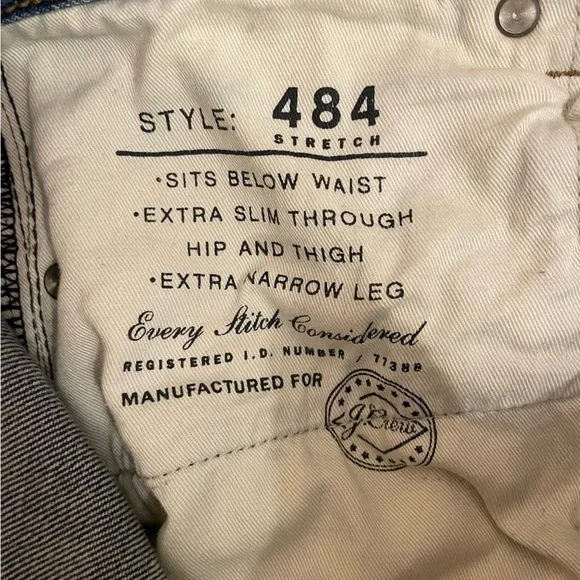 STYLE: 484
STRETCH
•SITS BELOW WAIST
•EXTRA SLIM THROUGH
HIP AND THIGH
•EXTRA NARROW LEG
Every Stitch Considered
REGISTERED I.D. NUMBER / 77388
MANUFACTURED FOR
J.Crew